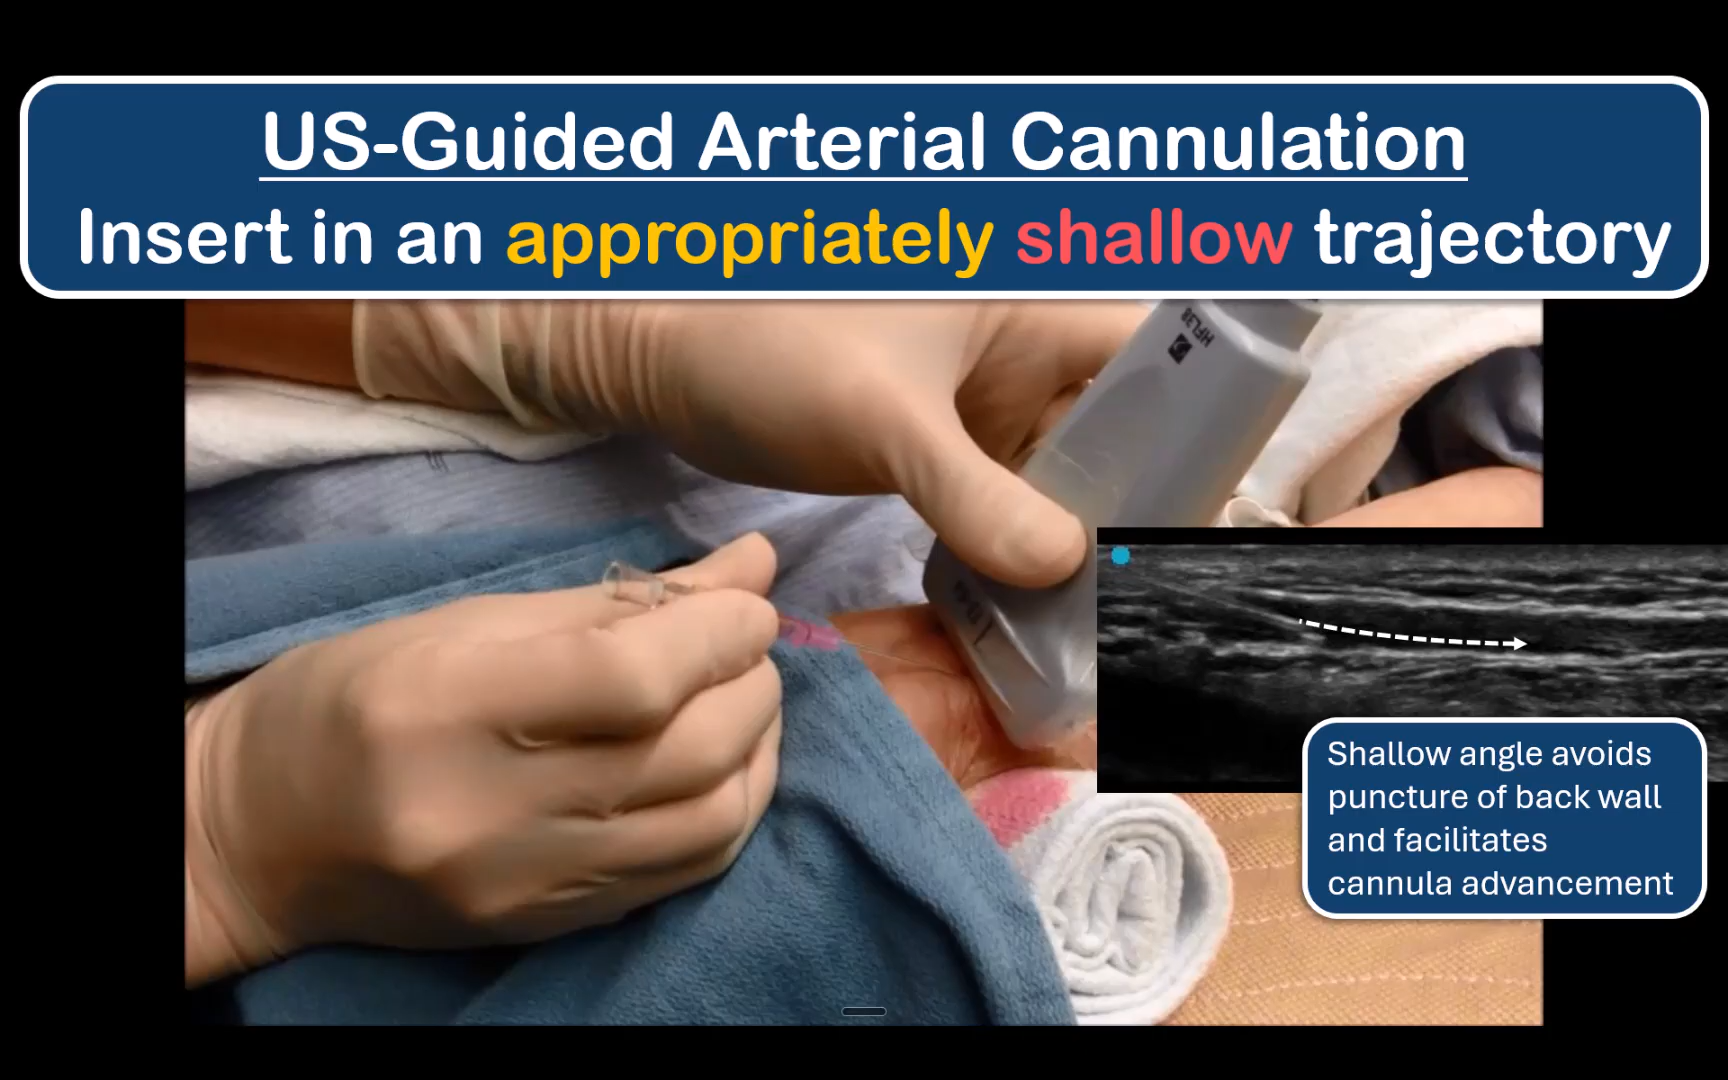 US-Guided Arterial Cannulation
Insert in an appropriately shallow trajectory
HFL38
Shallow angle avoids
puncture of back wall
and facilitates
cannula advancement